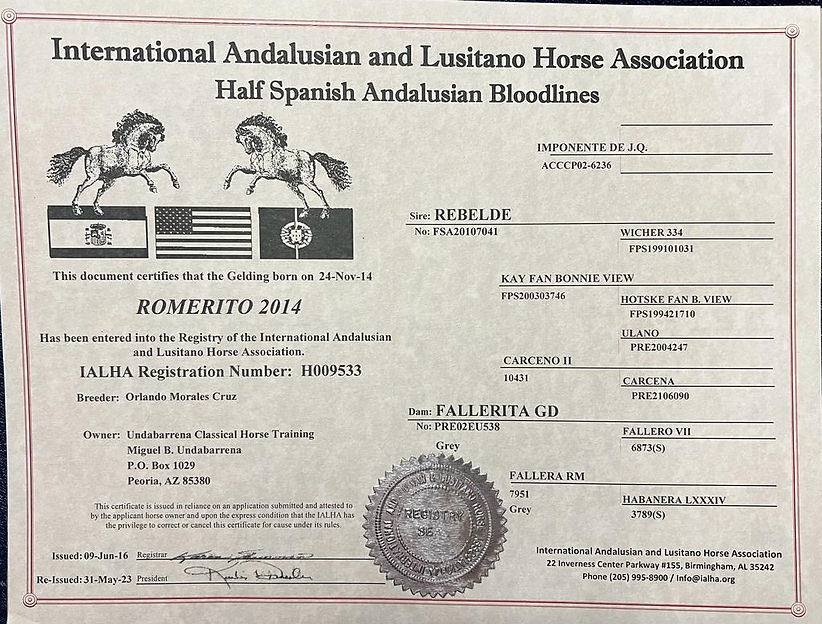 International Andalusian and Lusitano Horse Association
Half Spanish Andalusian Bloodlines
This document certifies that the Gelding born on 24-Nov-14
ROMERITO 2014
Has been entered into the Registry of the International Andalusian
and Lusitano Horse Association.
IALHA Registration Number: H009533
Breeder: Orlando Morales Cruz
Owner: Undabarrena Classical Horse Training
Miguel B. Undabarrena
P.O. Box 1029
Peoria, AZ 85380
This certificate is issued in reliance on an application submitted and attested to
by the applicant horse owner and upon the express condition that the IALHA has
the privilege to correct or cancel this certificate for cause under its rules.
Issued: 09-Jun-16 Registrar
Re-Issued: 31-May-23 President
IMPONENTE DE J.Q.
ACCCP02-6236
Sire: REBELDE
No: FSA20107041
WICHER 334
FPS199101031
KAY FAN BONNIE VIEW
FPS200303746
HOTSKE FAN B. VIEW
FPS199421710
ULANO
PRE2004247
CARCENO II
10431
CARCENA
PRE2106090
Dam: FALLERITA GD
No: PRE02EU538
Grey
FALLERO VII
6873(S)
FALLERA RM
7951
Grey
HABANERA LXXXIV
3789(S)
REGISTRY
International Andalusian and Lusitano Horse Association
22 Inverness Center Parkway #155, Birmingham, AL 35242
Phone (205) 995-8900 / Info@ialha.org